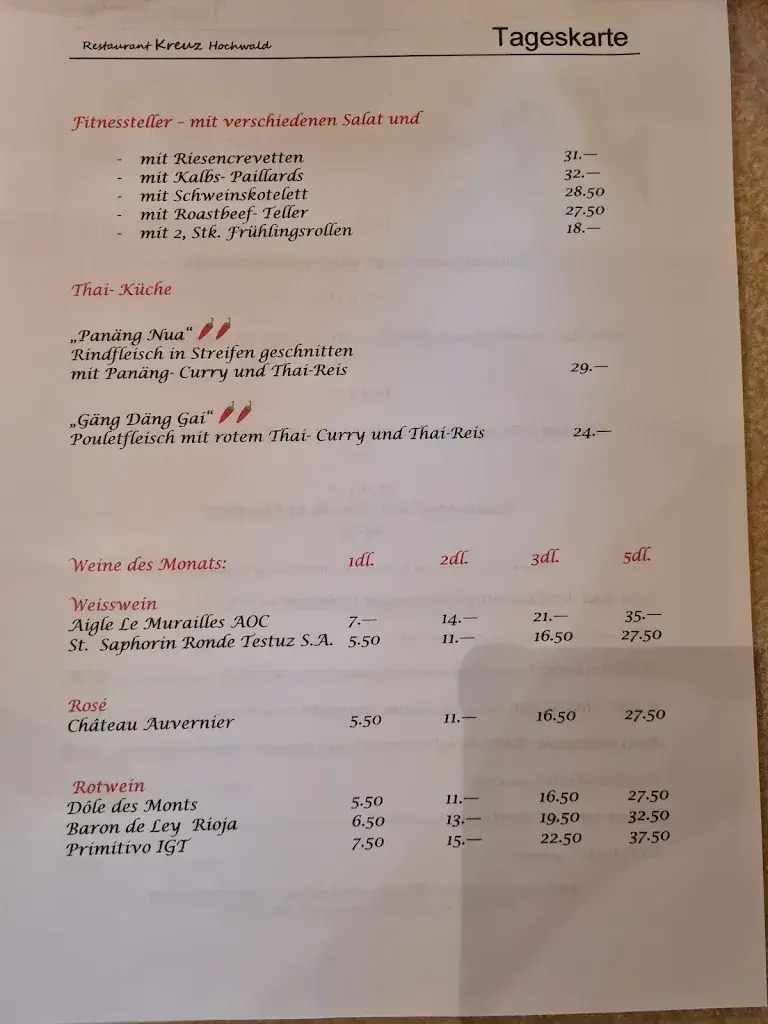 Restaurant Kreuz Hochwald Tageskarte
Fitnessteller – mit verschiedenen Salat und
- mit Riesencrevetten 31.—
- mit Kalbs- Paillards 32.—
- mit Schweinskotelett 28.50
- mit Roastbeef- Teller 27.50
- mit 2, Stk. Frühlingsrollen 18.—
Thai- Küche
„Panäng Nua“
Rindfleisch in Streifen geschnitten
mit Panäng- Curry und Thai-Reis 29.—
„Gäng Däng Gai“
Pouletfleisch mit rotem Thai- Curry und Thai-Reis 24.—
Weine des Monats: 1dl. 2dl. 3dl. 5dl.
Weisswein
Aigle Le Murailles AOC 7.— 14.— 21.— 35.—
St. Saphorin Ronde Testuz S.A. 5.50 11.— 16.50 27.50
Rosé
Château Auvernier 5.50 11.— 16.50 27.50
Rotwein
Dôle des Monts 5.50 11.— 16.50 27.50
Baron de Ley Rioja 6.50 13.— 19.50 32.50
Primitivo IGT 7.50 15.— 22.50 37.50